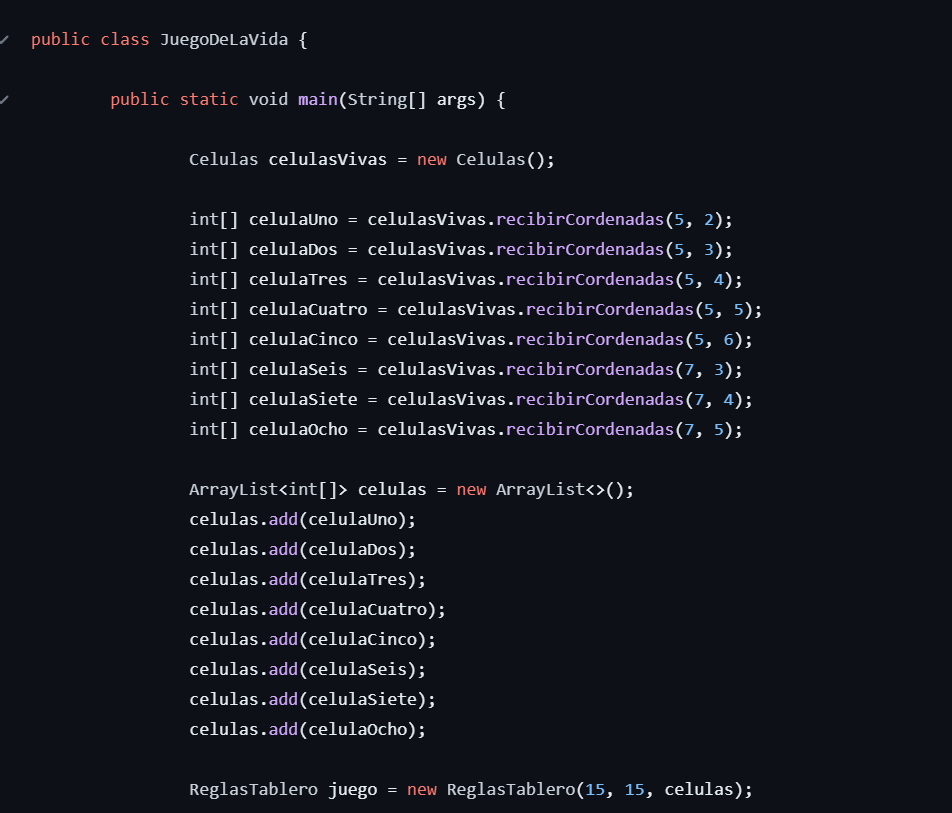 public class JuegoDeLaVida {
public static void main(String[] args) {
Celulas celulasVivas = new Celulas();
int[] celulaUno = celulasVivas.recibirCordenadas(5, 2);
int[] celulaDos = celulasVivas.recibirCordenadas(5, 3);
int[] celulaTres = celulasVivas.recibirCordenadas(5, 4);
int[] celulaCuatro = celulasVivas.recibirCordenadas(5, 5);
int[] celulaCinco = celulasVivas.recibirCordenadas(5, 6);
int[] celulaSeis = celulasVivas.recibirCordenadas(7, 3);
int[] celulaSiete = celulasVivas.recibirCordenadas(7, 4);
int[] celulaOcho = celulasVivas.recibirCordenadas(7, 5);
ArrayList<int[]> celulas = new ArrayList<>();
celulas.add(celulaUno);
celulas.add(celulaDos);
celulas.add(celulaTres);
celulas.add(celulaCuatro);
celulas.add(celulaCinco);
celulas.add(celulaSeis);
celulas.add(celulaSiete);
celulas.add(celulaOcho);
ReglasTablero juego = new ReglasTablero(15, 15, celulas);